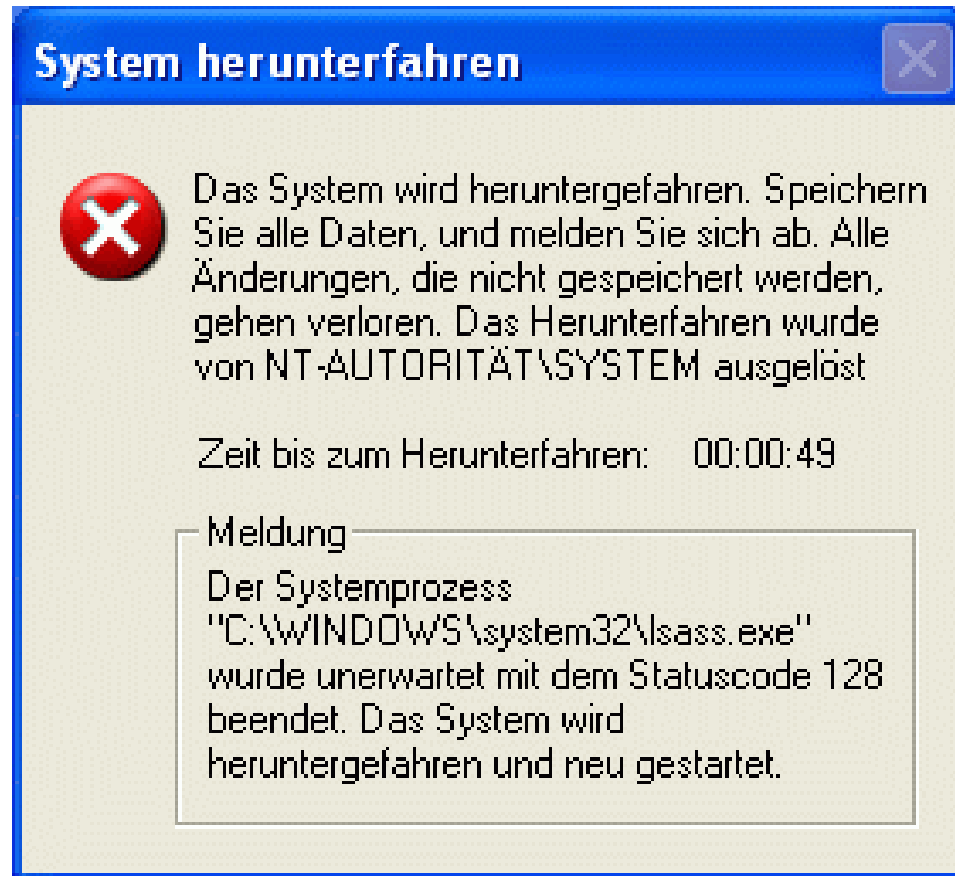 System herunterfahren
Das System wird heruntergefahren. Speichern
Sie alle Daten, und melden Sie sich ab. Alle
Änderungen, die nicht gespeichert werden,
gehen verloren. Das Herunterfahren wurde
von NT-AUTORITÄT\SYSTEM ausgelöst
Zeit bis zum Herunterfahren: 00:00:49
Meldung
Der Systemprozess
"C:\WINDOWS\system32\lsass.exe"
wurde unerwartet mit dem Statuscode 128
beendet. Das System wird
heruntergefahren und neu gestartet.